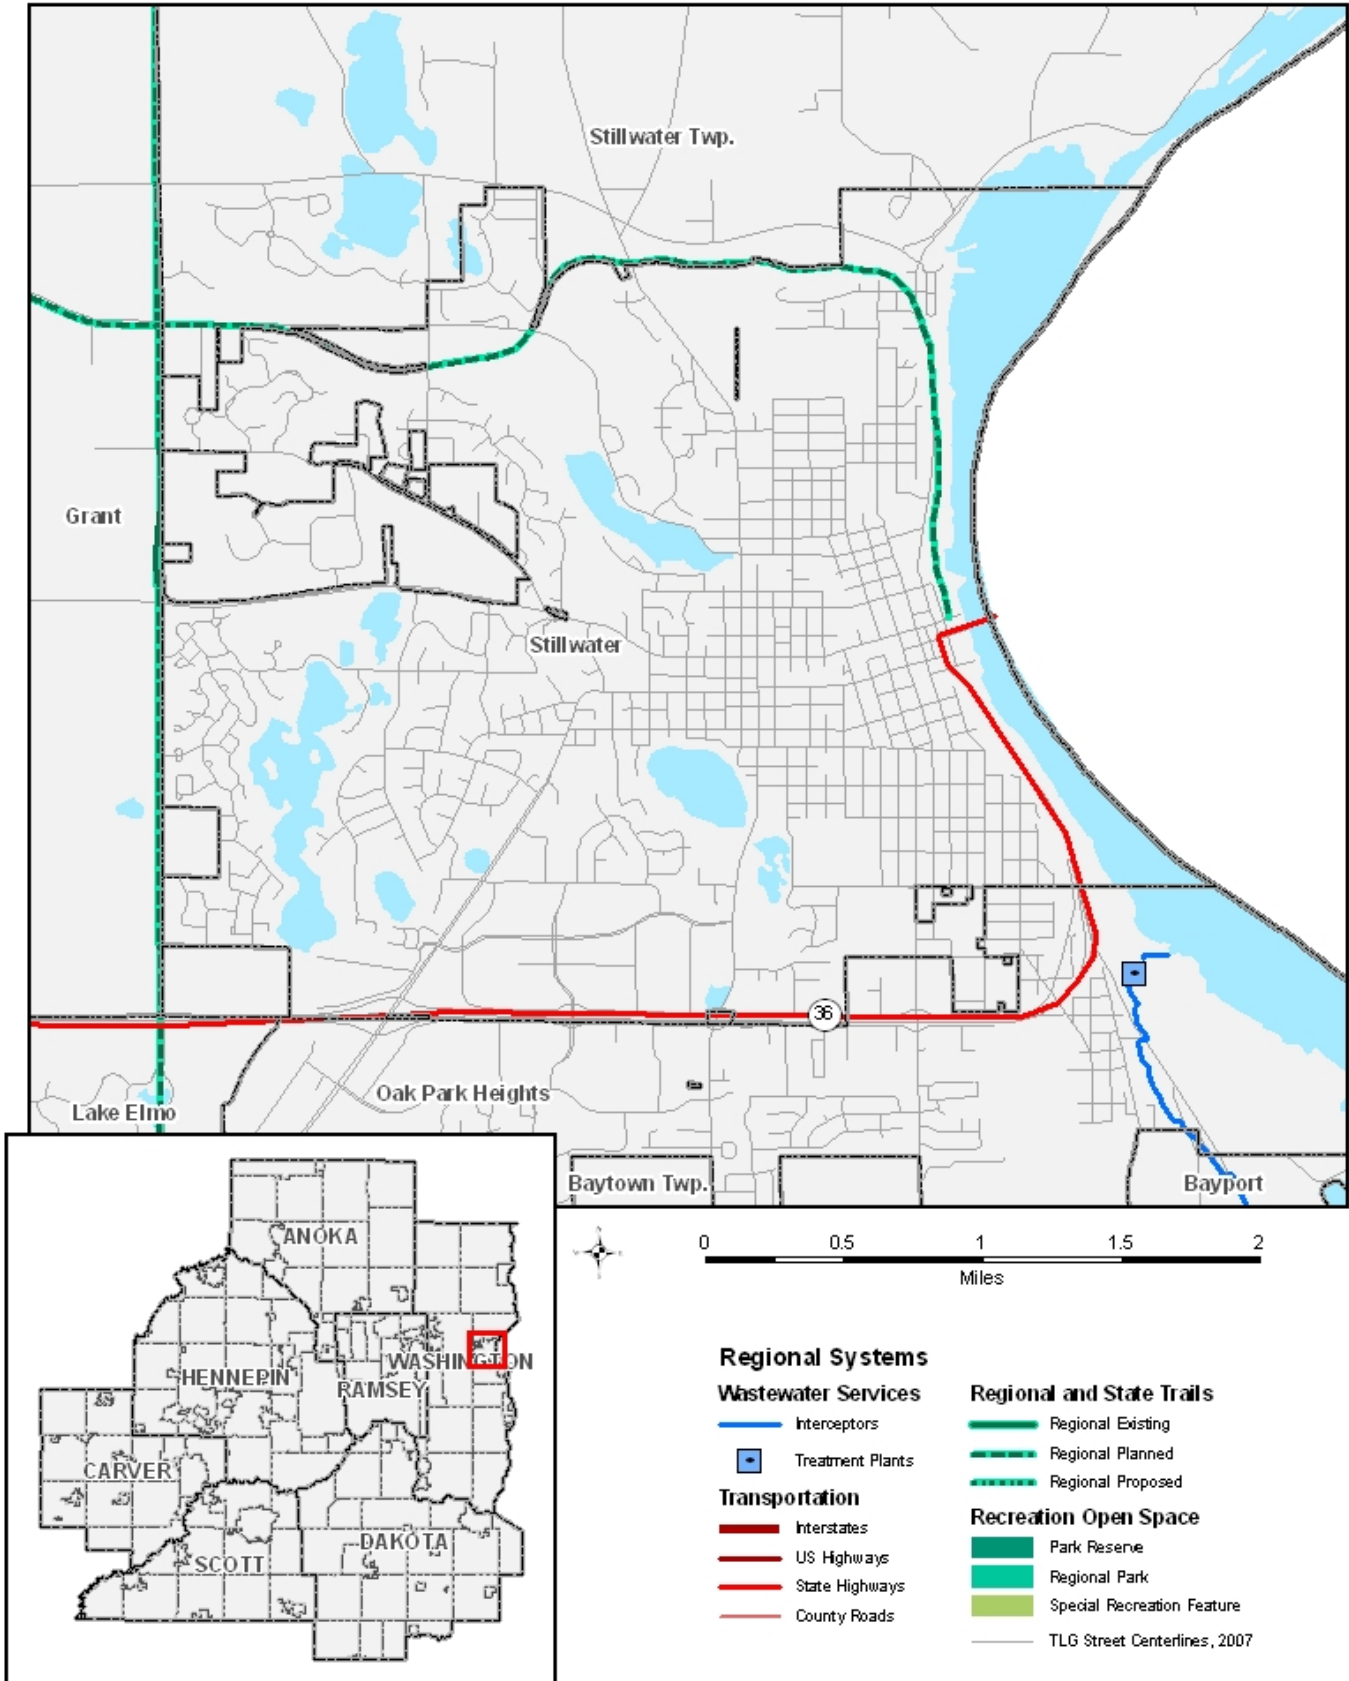 Stillwater Twp.
Grant
Stillwater
36
Oak Park Heights
Lake Elmo
Baytown Twp.
Bayport
ANOKA
WASHINGTON
HENNEPIN
RAMSEY
CARVER
DAKOTA
SCOTT
0 0.5 1 1.5 2
Miles
Regional Systems
Wastewater Services
Interceptors
Treatment Plants
Transportation
Interstates
US Highways
State Highways
County Roads
Regional and State Trails
Regional Existing
Regional Planned
Regional Proposed
Recreation Open Space
Park Reserve
Regional Park
Special Recreation Feature
TLG Street Centerlines, 2007